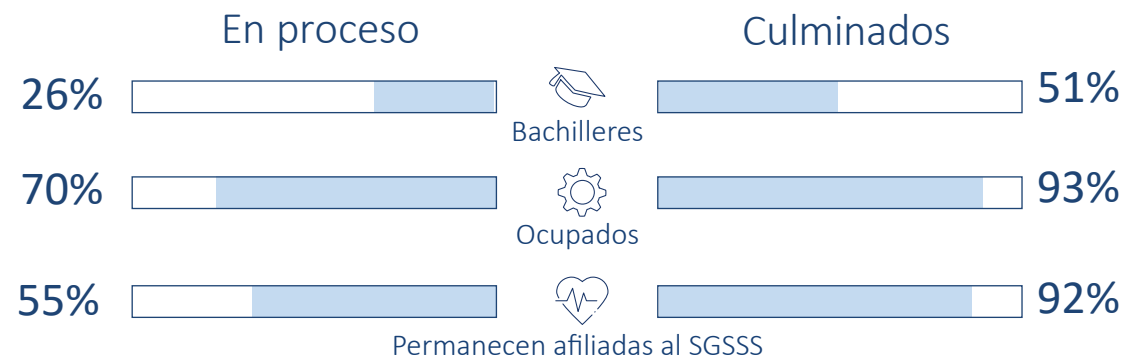 En proceso
Culminados
26%
51%
Bachilleres
70%
93%
Ocupados
55%
92%
Permanecen afiliadas al SGSSS